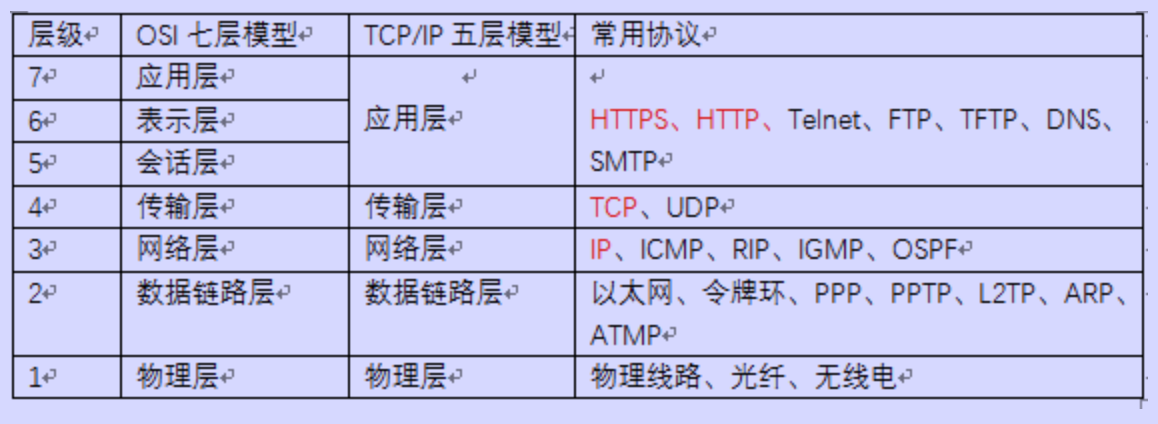 层级 OSI 七层模型 TCP/IP 五层模型 常用协议
7 应用层
6 表示层 应用层 HTTPS、HTTP、Telnet、FTP、TFTP、DNS、
5 会话层 SMTP
4 传输层 传输层 TCP、UDP
3 网络层 网络层 IP、ICMP、RIP、IGMP、OSPF
2 数据链路层 数据链路层 以太网、令牌环、PPP、PPTP、L2TP、ARP、
ATMP
1 物理层 物理层 物理线路、光纤、无线电